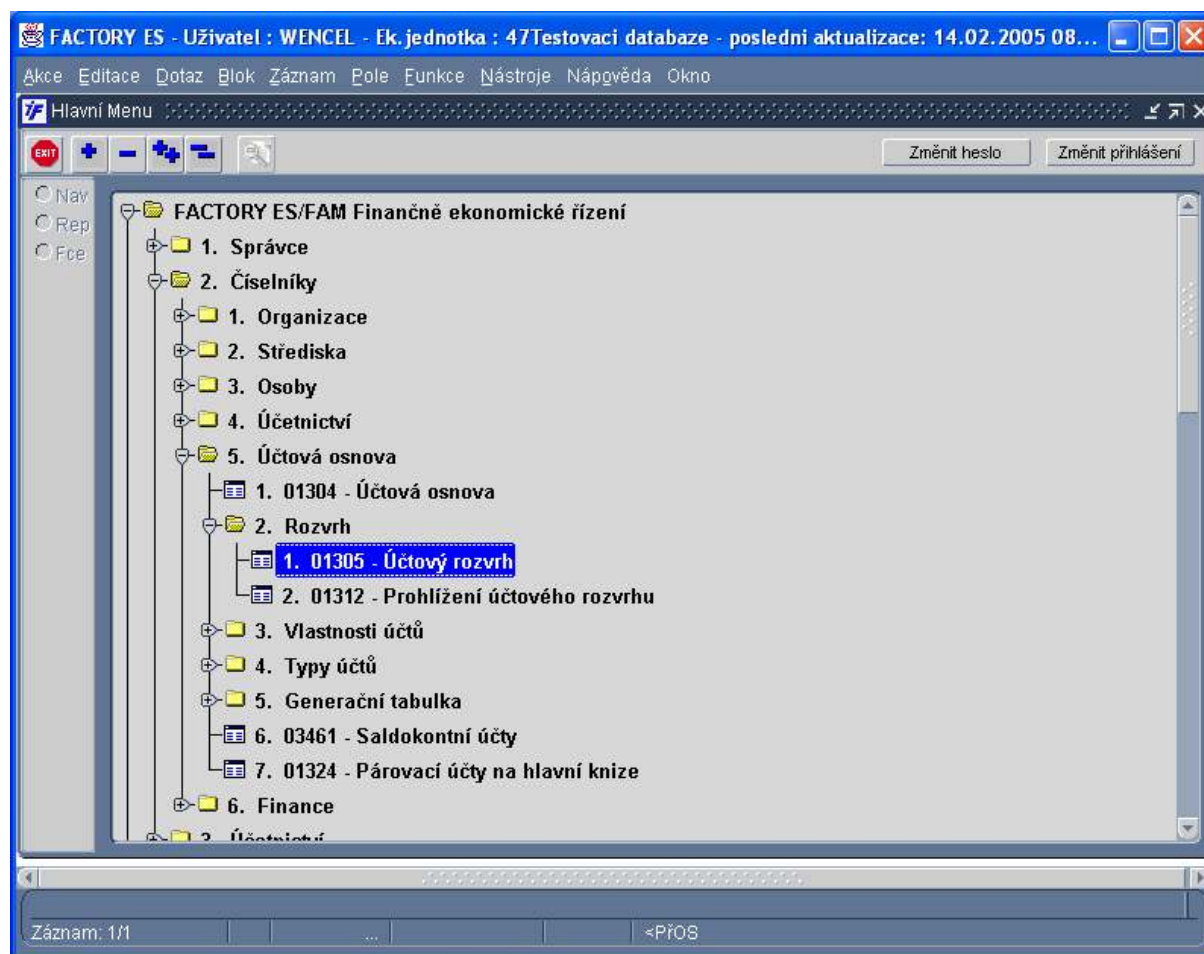 FACTORY ES - Uživatel : WENCEL - Ek. jednotka : 47Testovaci databaze - posledni aktualizace: 14.02.2005 08...
Akce Editace Dotaz Blok Záznam Pole Funkce Nástroje Nápověda Okno
Hlavní Menu
EXIT Změnit heslo Změnit přihlášení
Nav
Rep
Fce
FACTORY ES/FAM Finančně ekonomické řízení
1. Správce
2. Číselníky
1. Organizace
2. Střediska
3. Osoby
4. Účetnictví
5. Účtová osnova
1. 01304 - Účtová osnova
2. Rozvrh
1. 01305 - Účtový rozvrh
2. 01312 - Prohlížení účtového rozvrhu
3. Vlastnosti účtů
4. Typy účtů
5. Generační tabulka
6. 03461 - Saldokontní účty
7. 01324 - Párovací účty na hlavní knize
6. Finance
3. Účetnictví
Záznam: 1/1 ... <PřOS